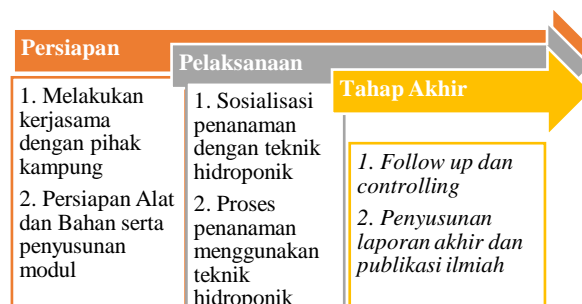 Persiapan
1. Melakukan
kerjasama
dengan pihak
kampung
2. Persiapan Alat
dan Bahan serta
penyusunan
modul
Pelaksanaan
1. Sosialisasi
penanaman
dengan teknik
hidroponik
2. Proses
penanaman
menggunakan
teknik
hidroponik
Tahap Akhir
1. Follow up dan
controlling
2. Penyusunan
laporan akhir dan
publikasi ilmiah